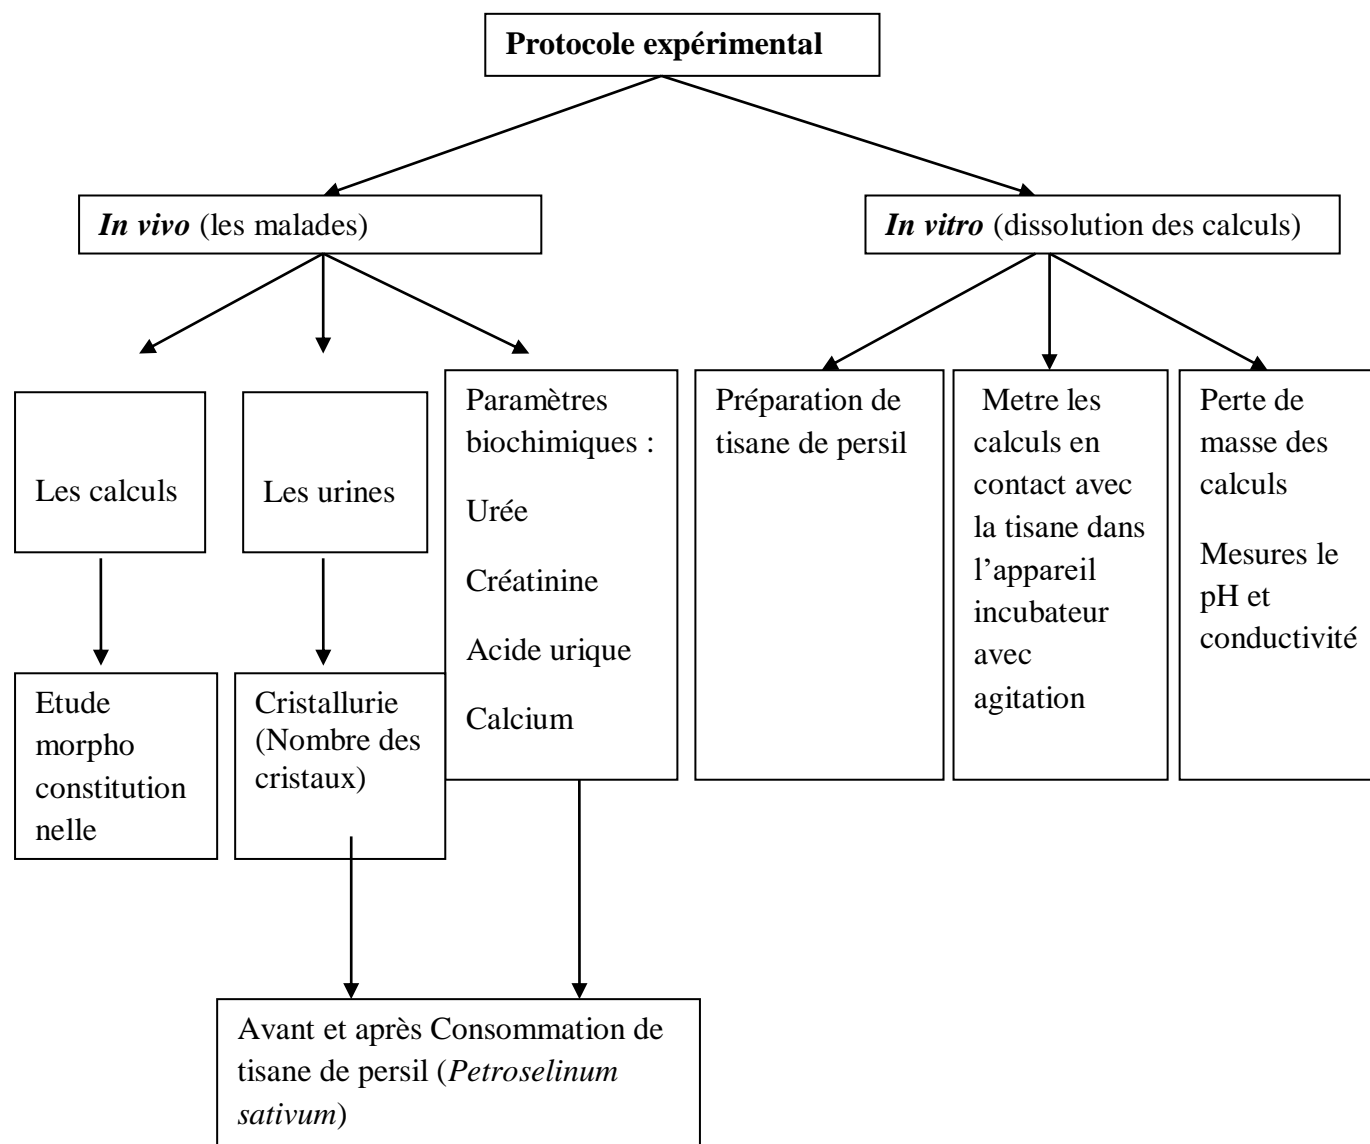 Protocole expérimental
In vivo (les malades)
In vitro (dissolution des calculs)
Les calculs
Les urines
Paramètres
biochimiques :
Urée
Créatinine
Acide urique
Calcium
Préparation de
tisane de persil
Metre les
calculs en
contact avec
la tisane dans
l’appareil
incubateur
avec
agitation
Perte de
masse des
calculs
Mesures le
pH et
conductivité
Etude
morpho
constitution
nelle
Cristallurie
(Nombre des
cristaux)
Avant et après Consommation de
tisane de persil (Petroselinum
sativum)